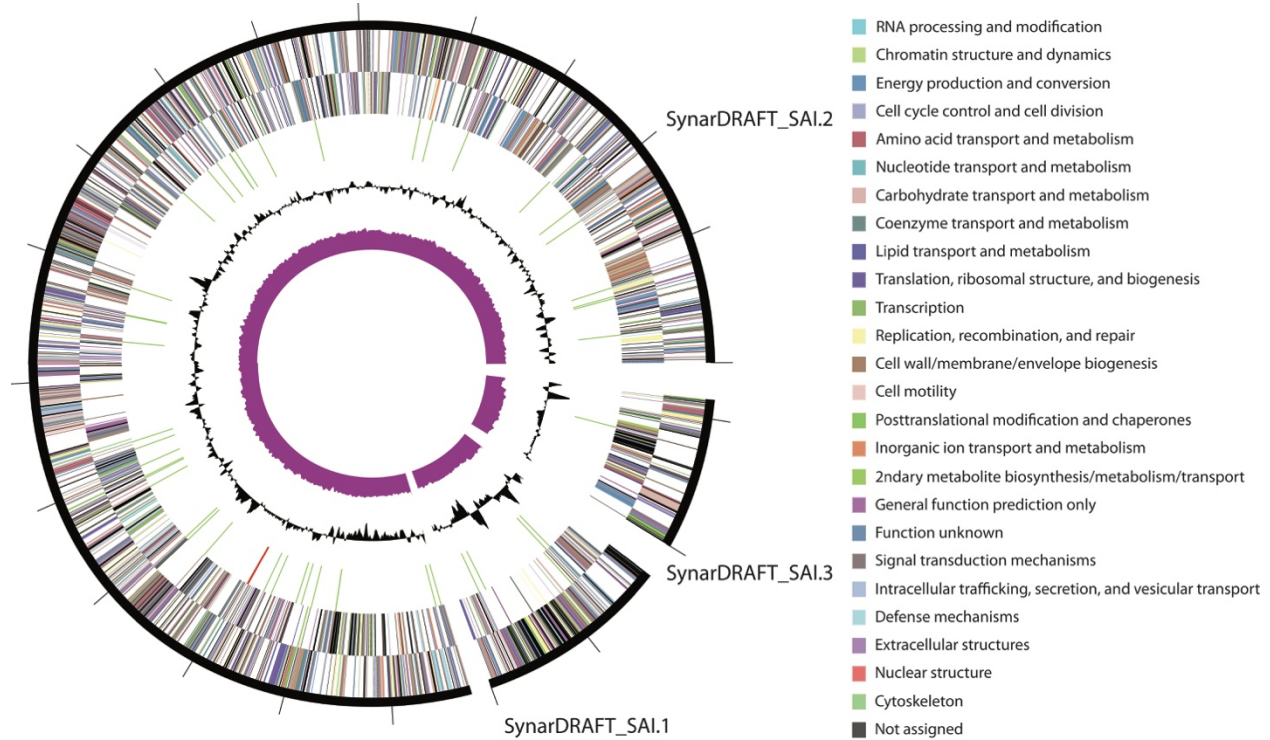 SynarDRAFT_SAI.2
SynarDRAFT_SAI.3
SynarDRAFT_SAI.1
RNA processing and modification
Chromatin structure and dynamics
Energy production and conversion
Cell cycle control and cell division
Amino acid transport and metabolism
Nucleotide transport and metabolism
Carbohydrate transport and metabolism
Coenzyme transport and metabolism
Lipid transport and metabolism
Translation, ribosomal structure, and biogenesis
Transcription
Replication, recombination, and repair
Cell wall/membrane/envelope biogenesis
Cell motility
Posttranslational modification and chaperones
Inorganic ion transport and metabolism
2ndary metabolite biosynthesis/metabolism/transport
General function prediction only
Function unknown
Signal transduction mechanisms
Intracellular trafficking, secretion, and vesicular transport
Defense mechanisms
Extracellular structures
Nuclear structure
Cytoskeleton
Not assigned